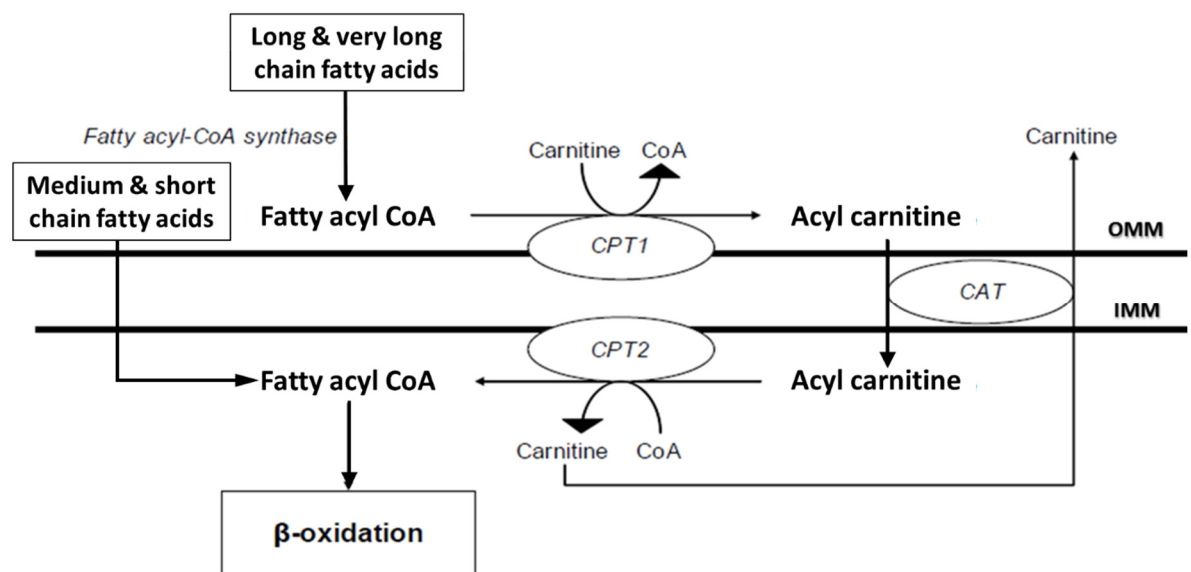 Long & very long
chain fatty acids
Fatty acyl-CoA synthase
Medium & short
chain fatty acids
Carnitine
CoA
Carnitine
Fatty acyl CoA
Acyl carnitine
CPT1
OMM
CAT
IMM
CPT2
Fatty acyl CoA
Acyl carnitine
Carnitine
CoA
β-oxidation